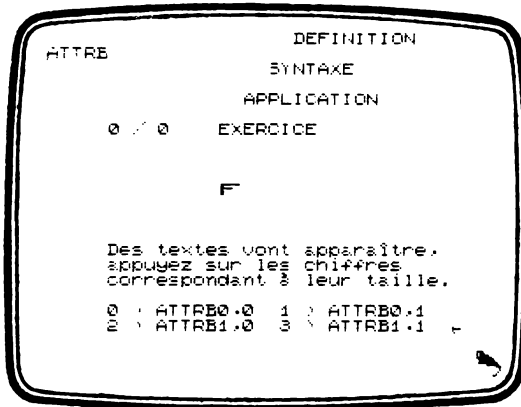 DEFINITION
ATTRB
SYNTAXE
APPLICATION
0 / 0 EXERCICE
F
Des textes vont apparaître,
appuyez sur les chiffres
correspondant à leur taille.
0 > ATTRB0,0 1 > ATTRB0,1
2 > ATTRB1,0 3 > ATTRB1,1